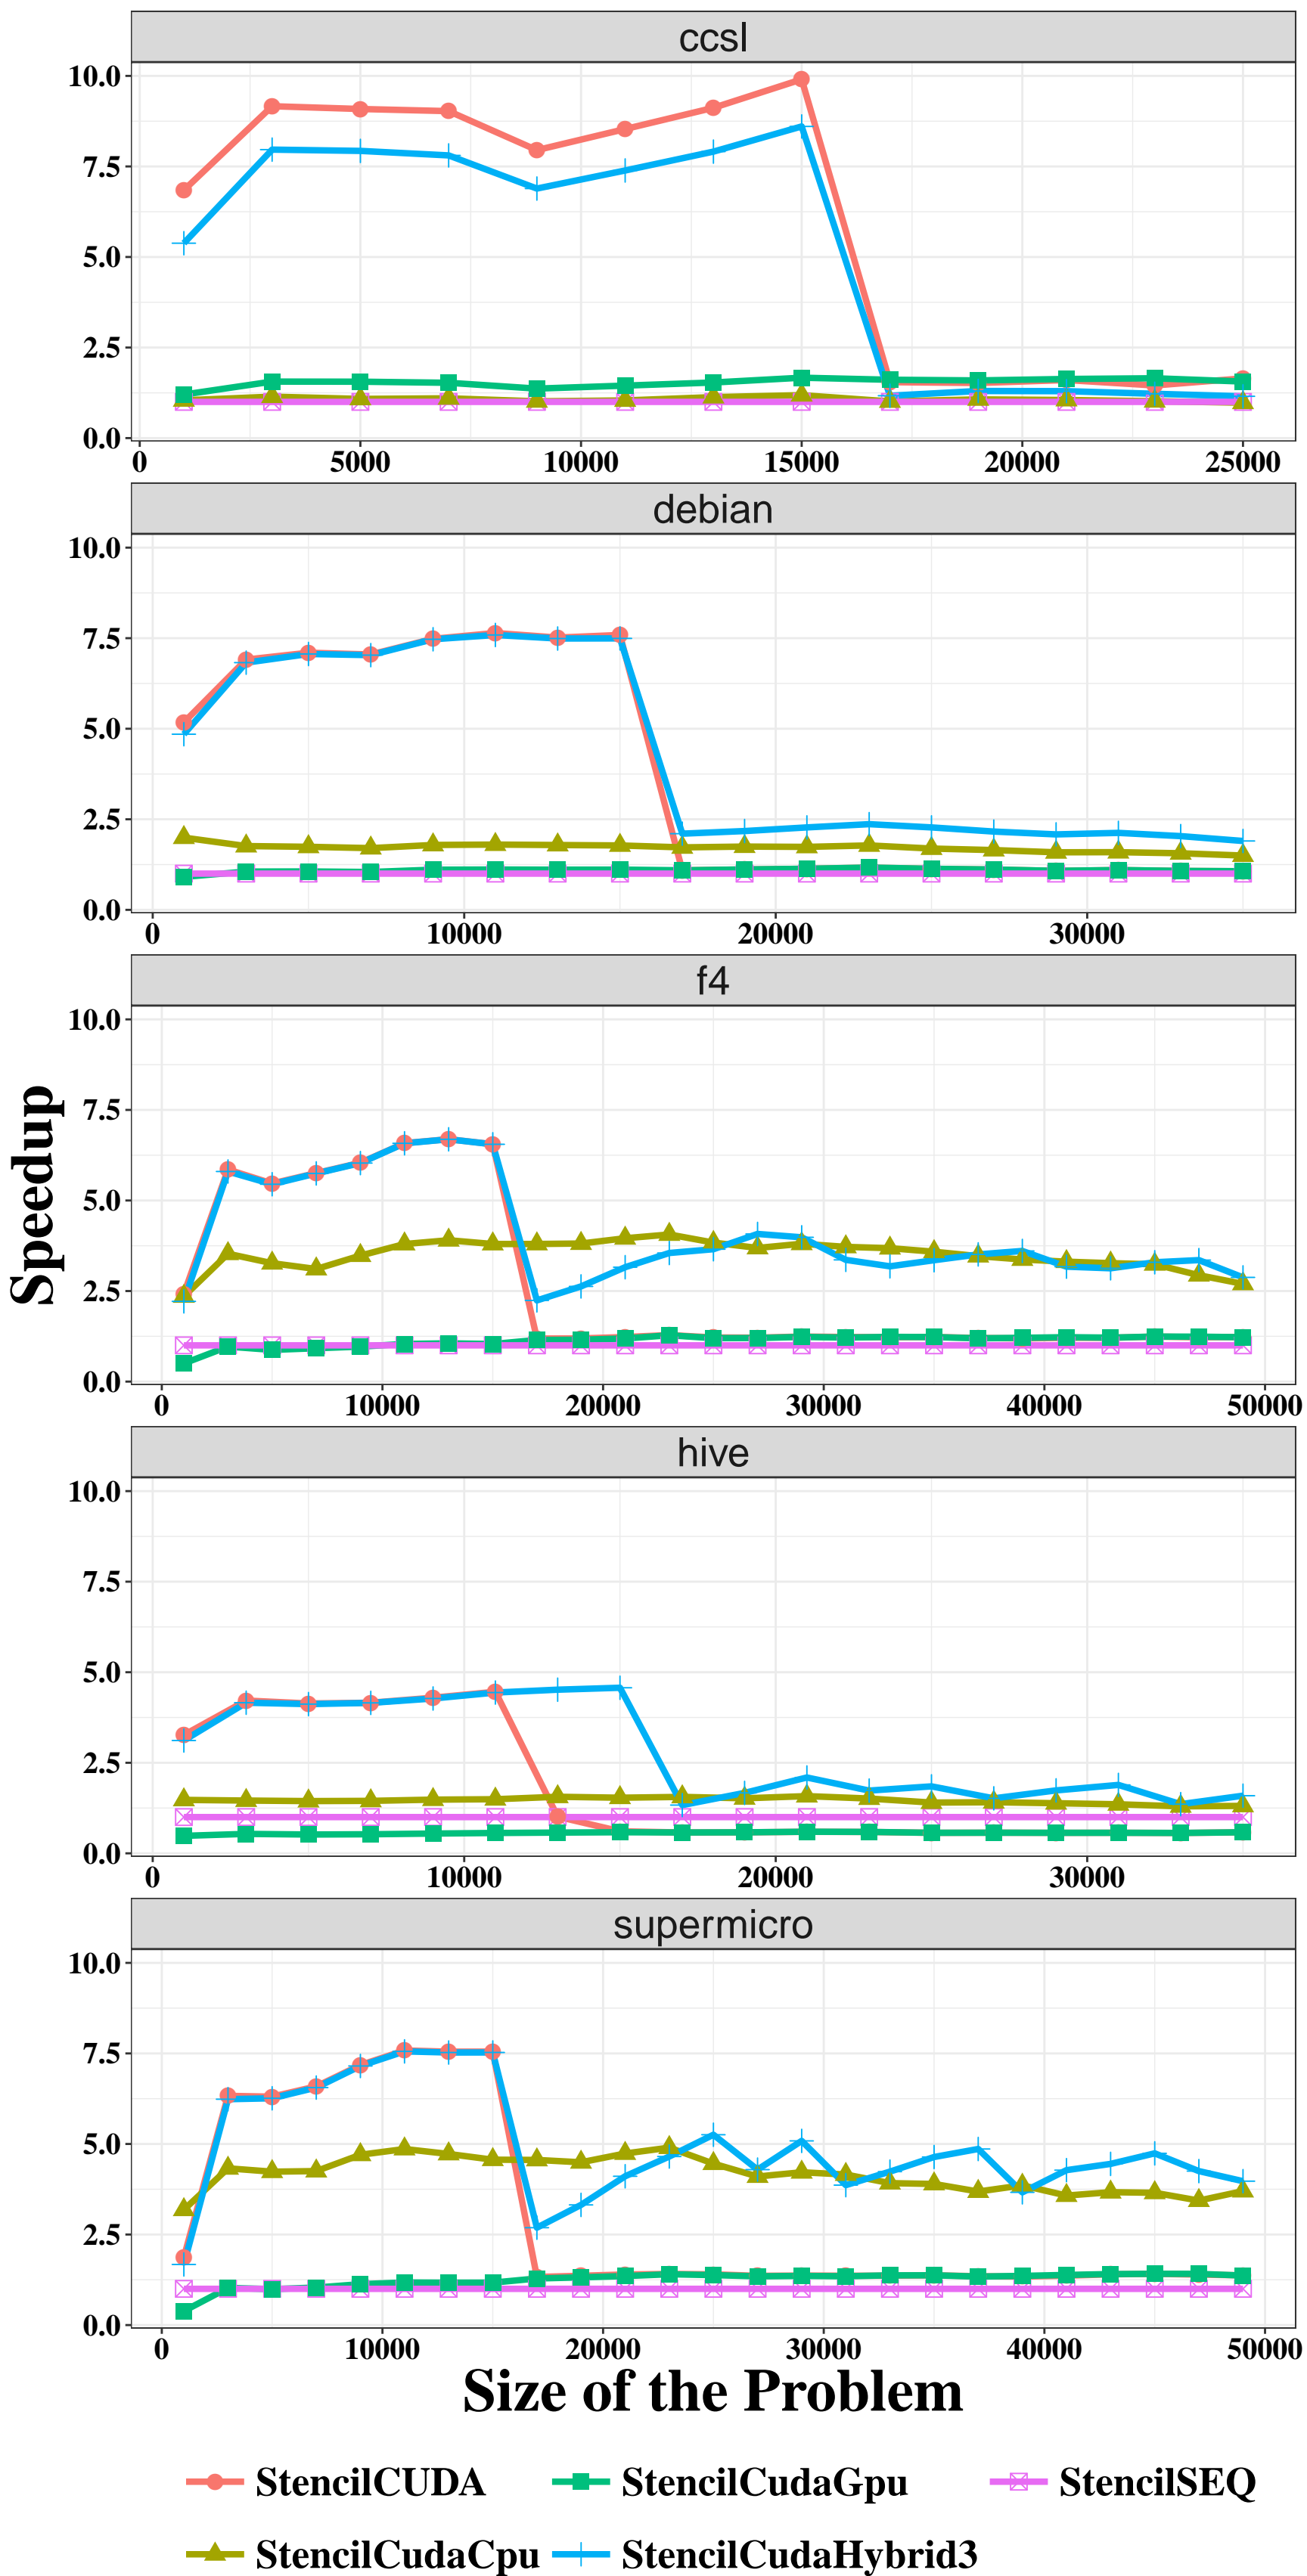 ccsl
10.0
7.5
5.0
2.5
0.0
0 5000 10000 15000 20000 25000
debian
10.0
7.5
5.0
2.5
0.0
0 10000 20000 30000
f4
10.0
7.5
5.0
2.5
0.0
0 10000 20000 30000 40000 50000
Speedup
hive
10.0
7.5
5.0
2.5
0.0
0 10000 20000 30000
supermicro
10.0
7.5
5.0
2.5
0.0
0 10000 20000 30000 40000 50000
Size of the Problem
StencilCUDA StencilCudaGpu StencilSEQ
StencilCudaCpu StencilCudaHybrid3